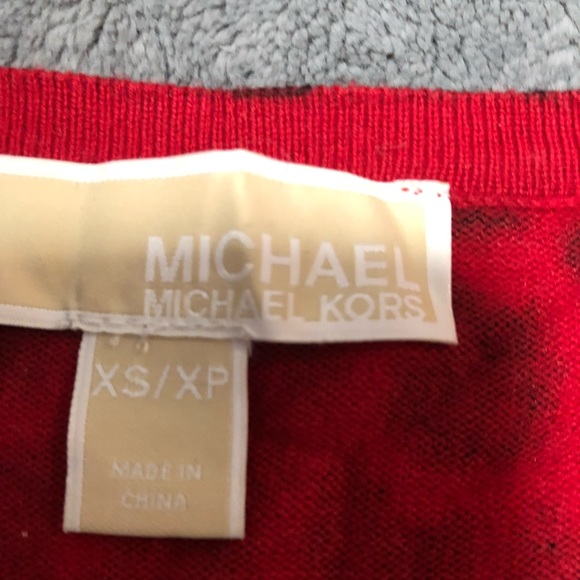 MICHAEL
MICHAEL KORS
XS/XP
MADE IN
CHINA